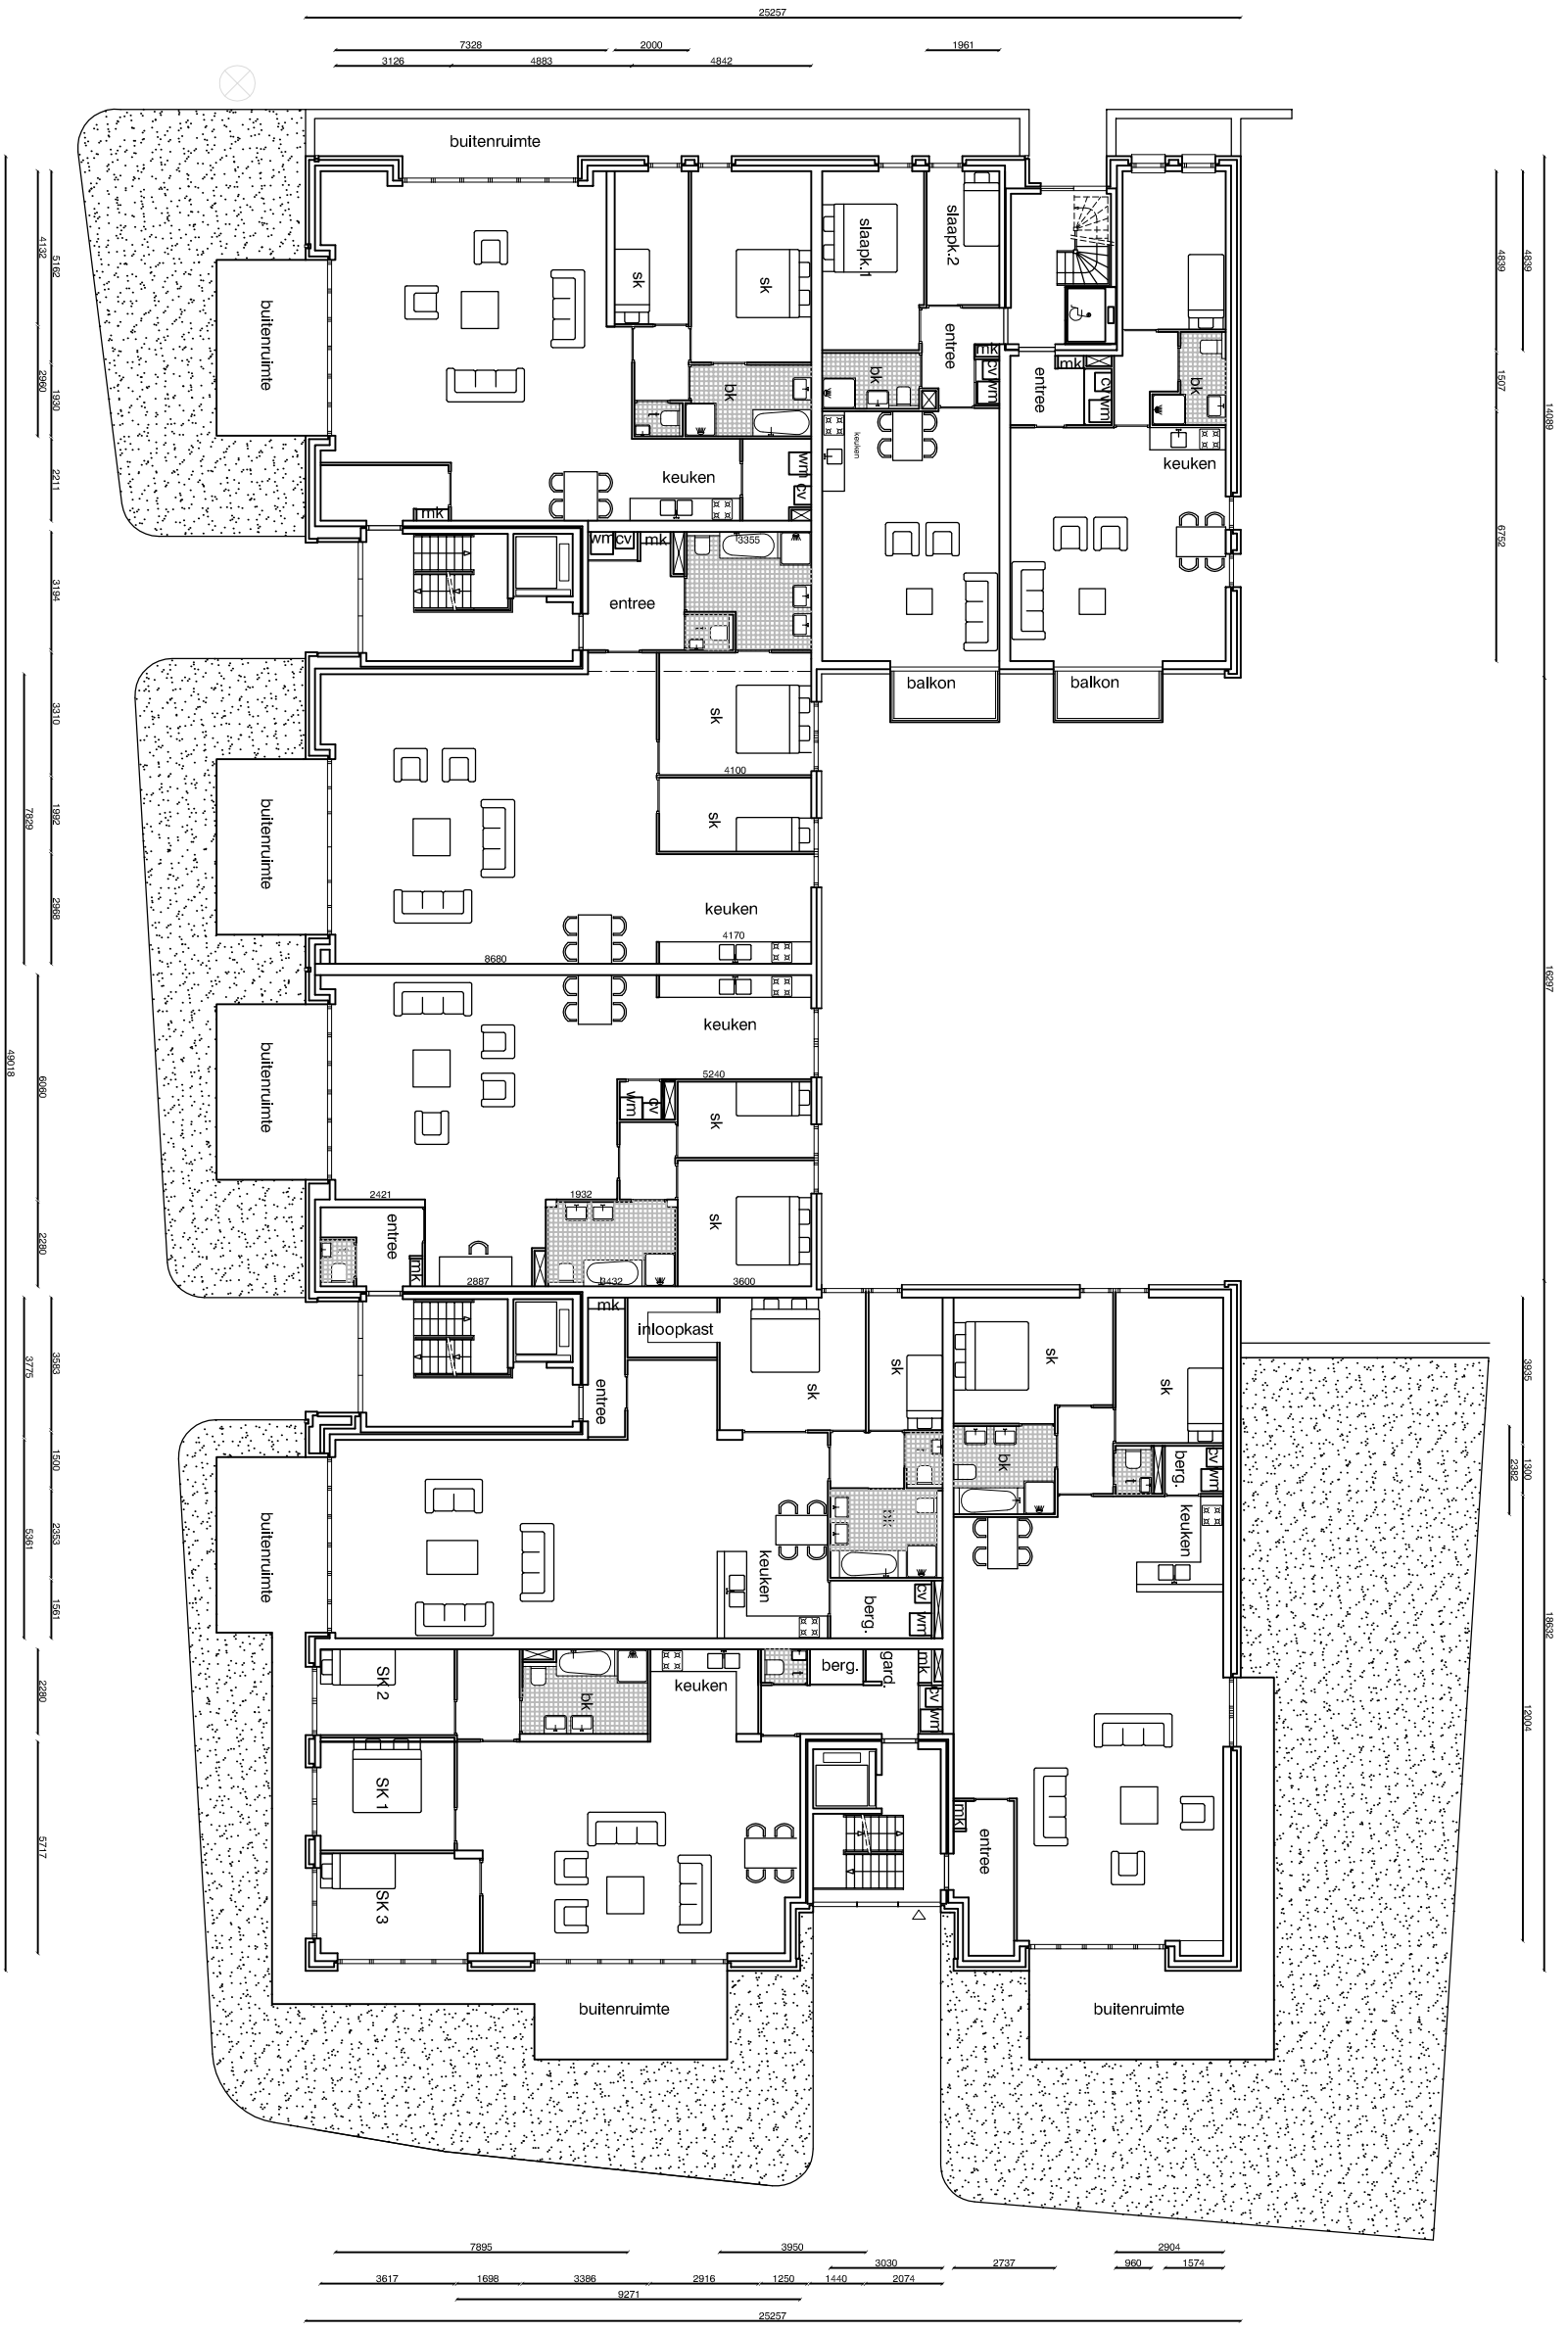 25257
7328
2000
1961
3126
4883
4842
buitenruimte
buitenruimte
sk
sk
slaapk.1
slaapk.2
entree
mk
cv
wm
bk
bk
mk
entree
cv
wm
bk
keuken
keuken
keuken
wm
cv
mk
wm
cv
mk
3355
entree
balkon
balkon
sk
4100
sk
buitenruimte
keuken
4170
8680
keuken
buitenruimte
5240
wm
cv
sk
sk
2421
1932
entree
mk
2887
3432
3600
mk
inloopkast
entree
sk
sk
sk
sk
bk
berg.
cv
wm
keuken
buitenruimte
keuken
berg.
cv
wm
SK 2
bk
keuken
berg.
gard.
mk
cv
wm
SK 1
SK 3
mk
entree
buitenruimte
buitenruimte
4132
5162
2960
1930
2211
3194
3310
7829
1992
2968
49018
6060
2280
3775
3583
1500
5361
2353
1561
2280
5717
4839
4839
1507
14089
6752
16297
3935
1300
2382
18632
12004
7895
3950
2904
3030
2737
960
1574
3617
1698
3386
2916
1250
1440
2074
9271
25257